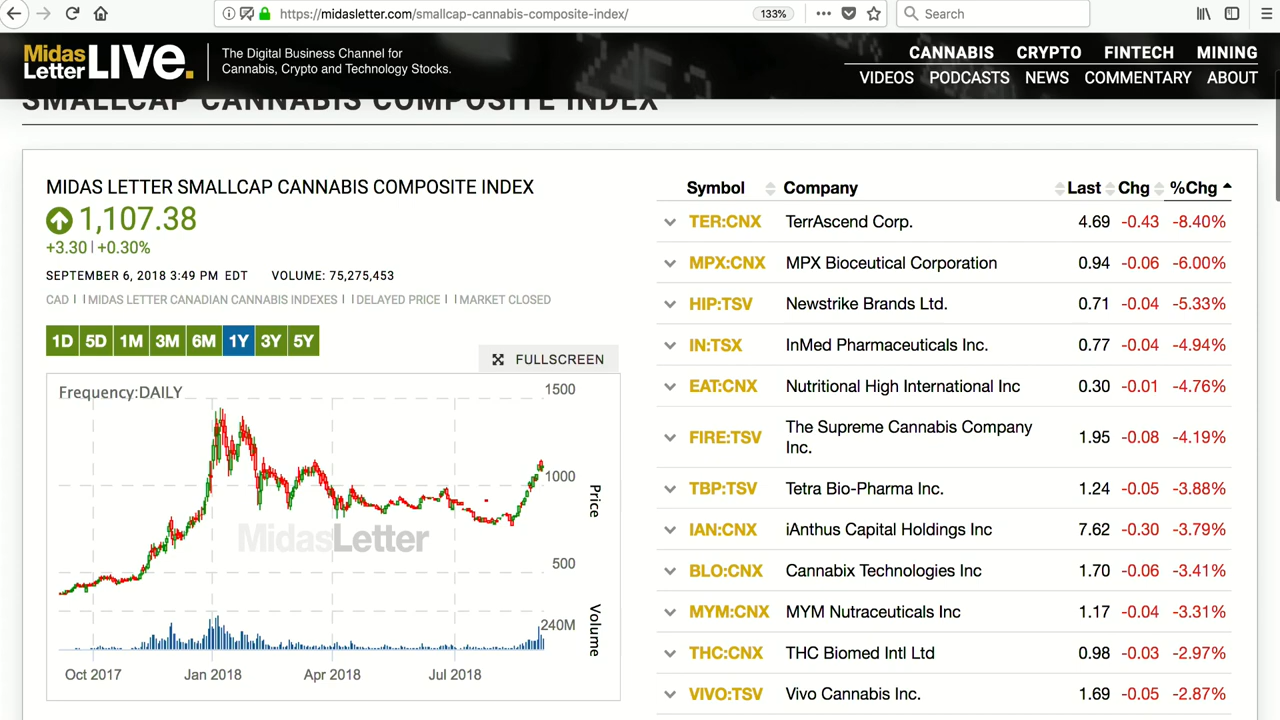 https://midasletter.com/smallcap-cannabis-composite-index/
133%
Search
Midas Letter LIVE.
The Digital Business Channel for
Cannabis, Crypto and Technology Stocks.
CANNABIS CRYPTO FINTECH MINING
VIDEOS PODCASTS NEWS COMMENTARY ABOUT
SMALLCAP CANNABIS COMPOSITE INDEX
MIDAS LETTER SMALLCAP CANNABIS COMPOSITE INDEX
1,107.38
+3.30 | +0.30%
SEPTEMBER 6, 2018 3:49 PM EDT VOLUME: 75,275,453
CAD | | MIDAS LETTER CANADIAN CANNABIS INDEXES | | DELAYED PRICE | | MARKET CLOSED
1D 5D 1M 3M 6M 1Y 3Y 5Y
FULLSCREEN
Frequency:DAILY
1500
1000
500
Price
MidasLetter
240M
Volume
Oct 2017 Jan 2018 Apr 2018 Jul 2018
Symbol Company Last Chg %Chg
TER:CNX TerrAscend Corp. 4.69 -0.43 -8.40%
MPX:CNX MPX Bioceutical Corporation 0.94 -0.06 -6.00%
HIP:TSV Newstrike Brands Ltd. 0.71 -0.04 -5.33%
IN:TSX InMed Pharmaceuticals Inc. 0.77 -0.04 -4.94%
EAT:CNX Nutritional High International Inc 0.30 -0.01 -4.76%
FIRE:TSV The Supreme Cannabis Company Inc. 1.95 -0.08 -4.19%
TBP:TSV Tetra Bio-Pharma Inc. 1.24 -0.05 -3.88%
IAN:CNX iAnthus Capital Holdings Inc 7.62 -0.30 -3.79%
BLO:CNX Cannabix Technologies Inc 1.70 -0.06 -3.41%
MYM:CNX MYM Nutraceuticals Inc 1.17 -0.04 -3.31%
THC:CNX THC Biomed Intl Ltd 0.98 -0.03 -2.97%
VIVO:TSV Vivo Cannabis Inc. 1.69 -0.05 -2.87%